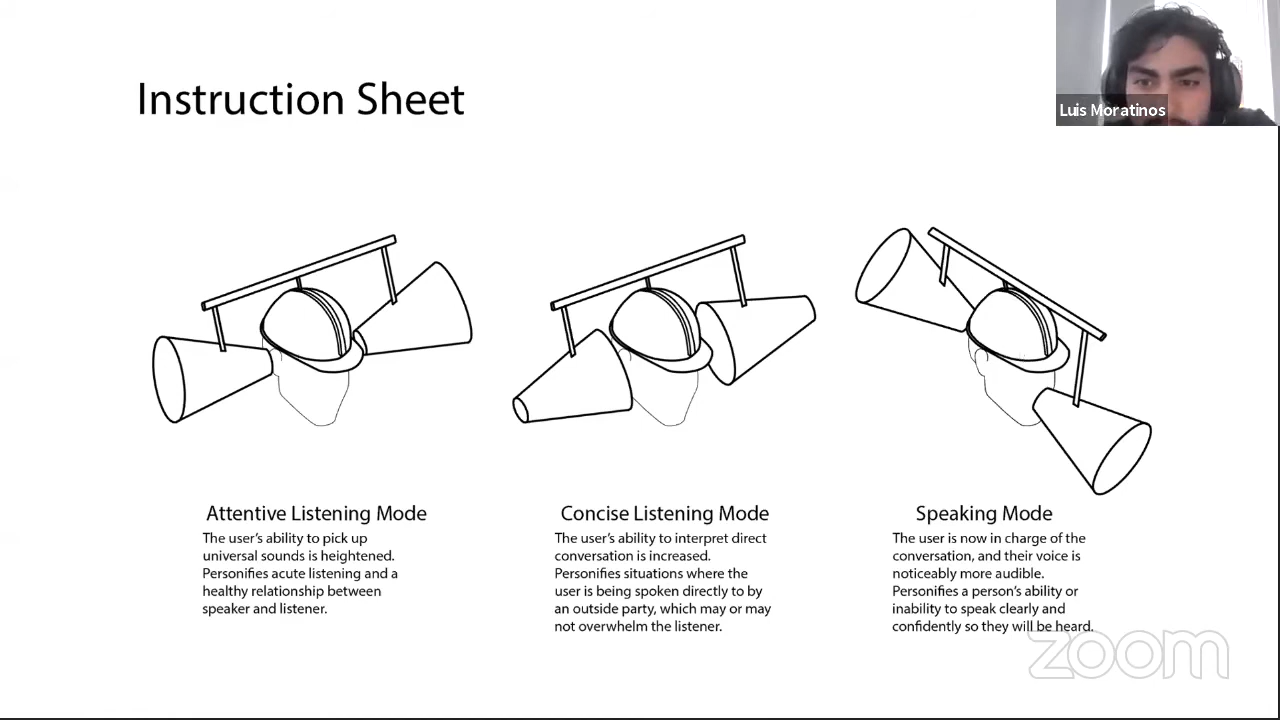 Instruction Sheet
Luis Moratinos
Attentive Listening Mode
The user's ability to pick up
universal sounds is heightened.
Personifies acute listening and a
healthy relationship between
speaker and listener.
Concise Listening Mode
The user's ability to interpret direct
conversation is increased.
Personifies situations where the
user is being spoken directly to by
an outside party, which may or may
not overwhelm the listener.
Speaking Mode
The user is now in charge of the
conversation, and their voice is
noticeably more audible.
Personifies a person's ability or
inability to speak clearly and
confidently so they will be heard.
zoom